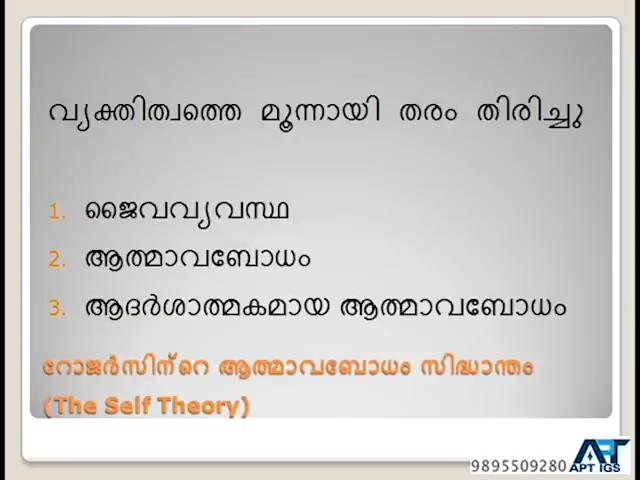 വ്യക്തിത്വത്തെ മൂന്നായി തരം തിരിച്ചു
1. ജൈവവ്യവസ്ഥ
2. ആത്മാവബോധം
3. ആദർശാത്മകമായ ആത്മാവബോധം
റോജർസിന്റെ ആത്മാവബോധം സിദ്ധാന്തം
(The Self Theory)
9895509280 APT IGS